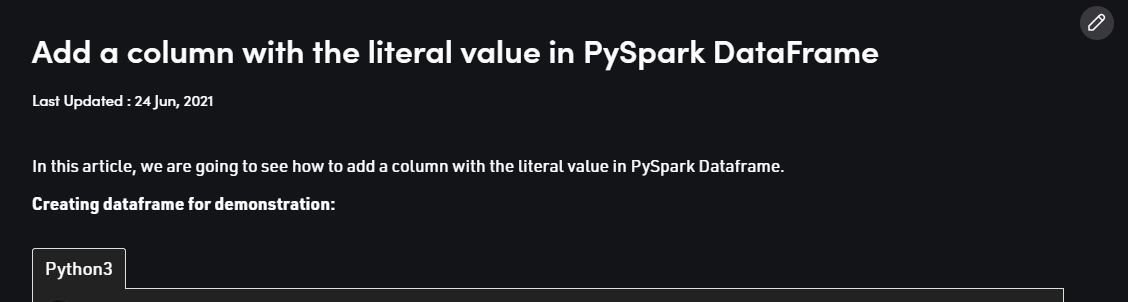 Add a column with the literal value in PySpark DataFrame
Last Updated : 24 Jun, 2021
In this article, we are going to see how to add a column with the literal value in PySpark Dataframe.
Creating dataframe for demonstration:
Python3